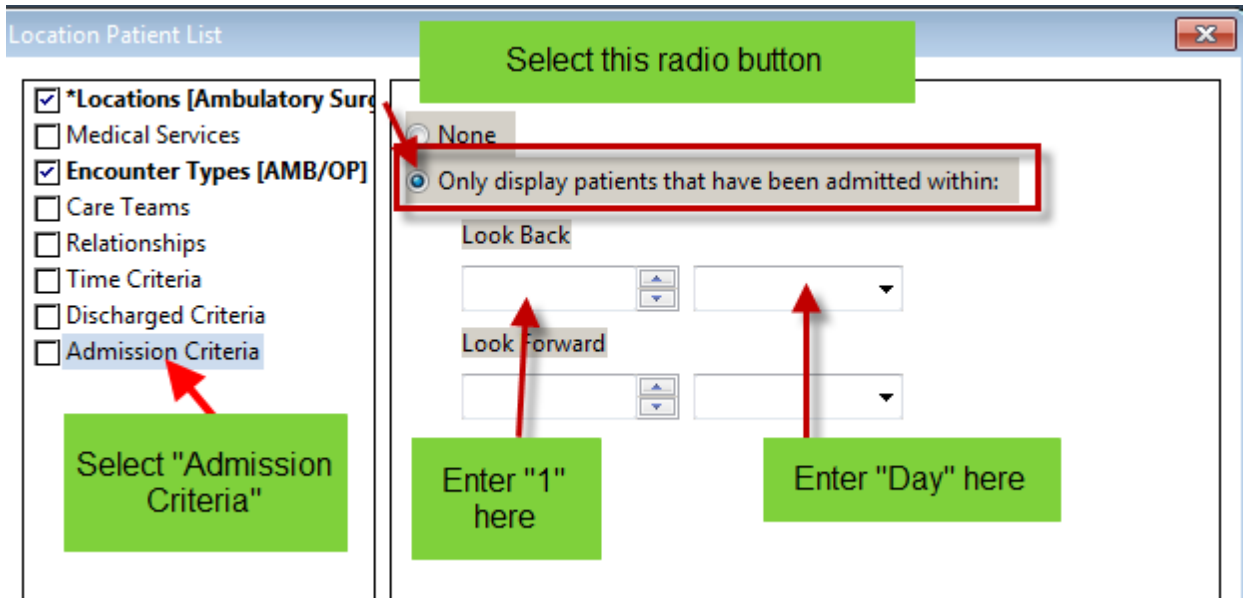 Location Patient List
Select this radio button
*Locations [Ambulatory Surg
Medical Services
Encounter Types [AMB/OP]
Care Teams
Relationships
Time Criteria
Discharged Criteria
Admission Criteria
Select "Admission
Criteria"
None
Only display patients that have been admitted within:
Look Back
Look Forward
Enter "1"
here
Enter "Day" here